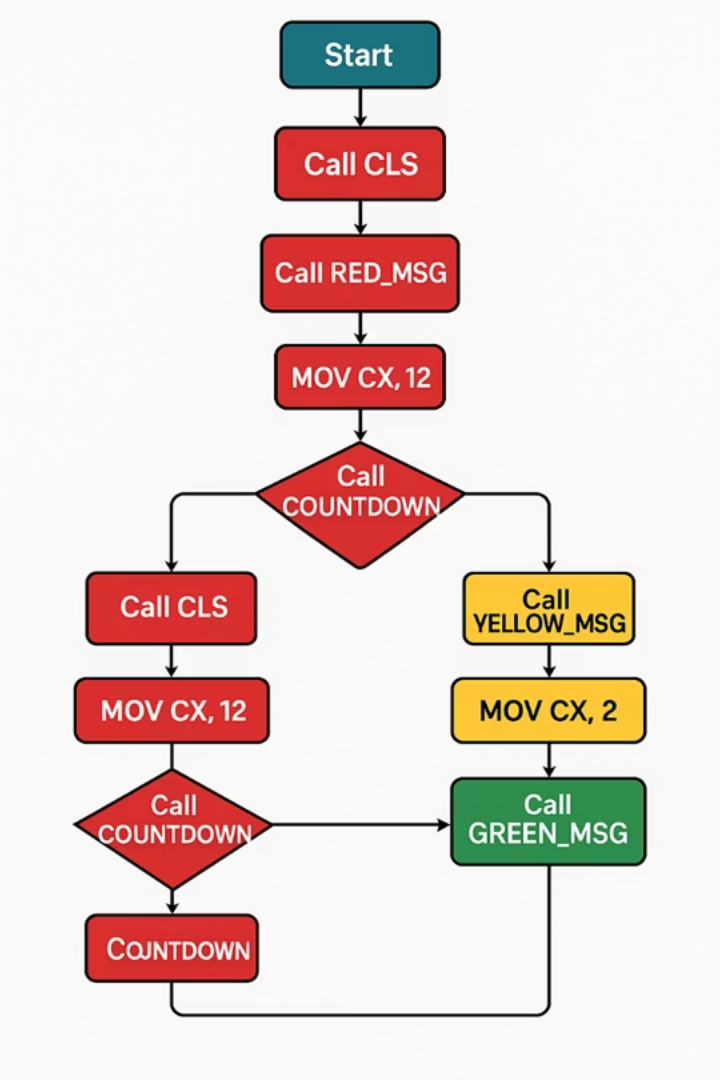 Start
Call CLS
Call RED_MSG
MOV CX, 12
Call
COUNTDOWN
Call CLS
MOV CX, 12
Call
COUNTDOWN
COUNTDOWN
Call
YELLOW_MSG
MOV CX, 2
Call
GREEN_MSG